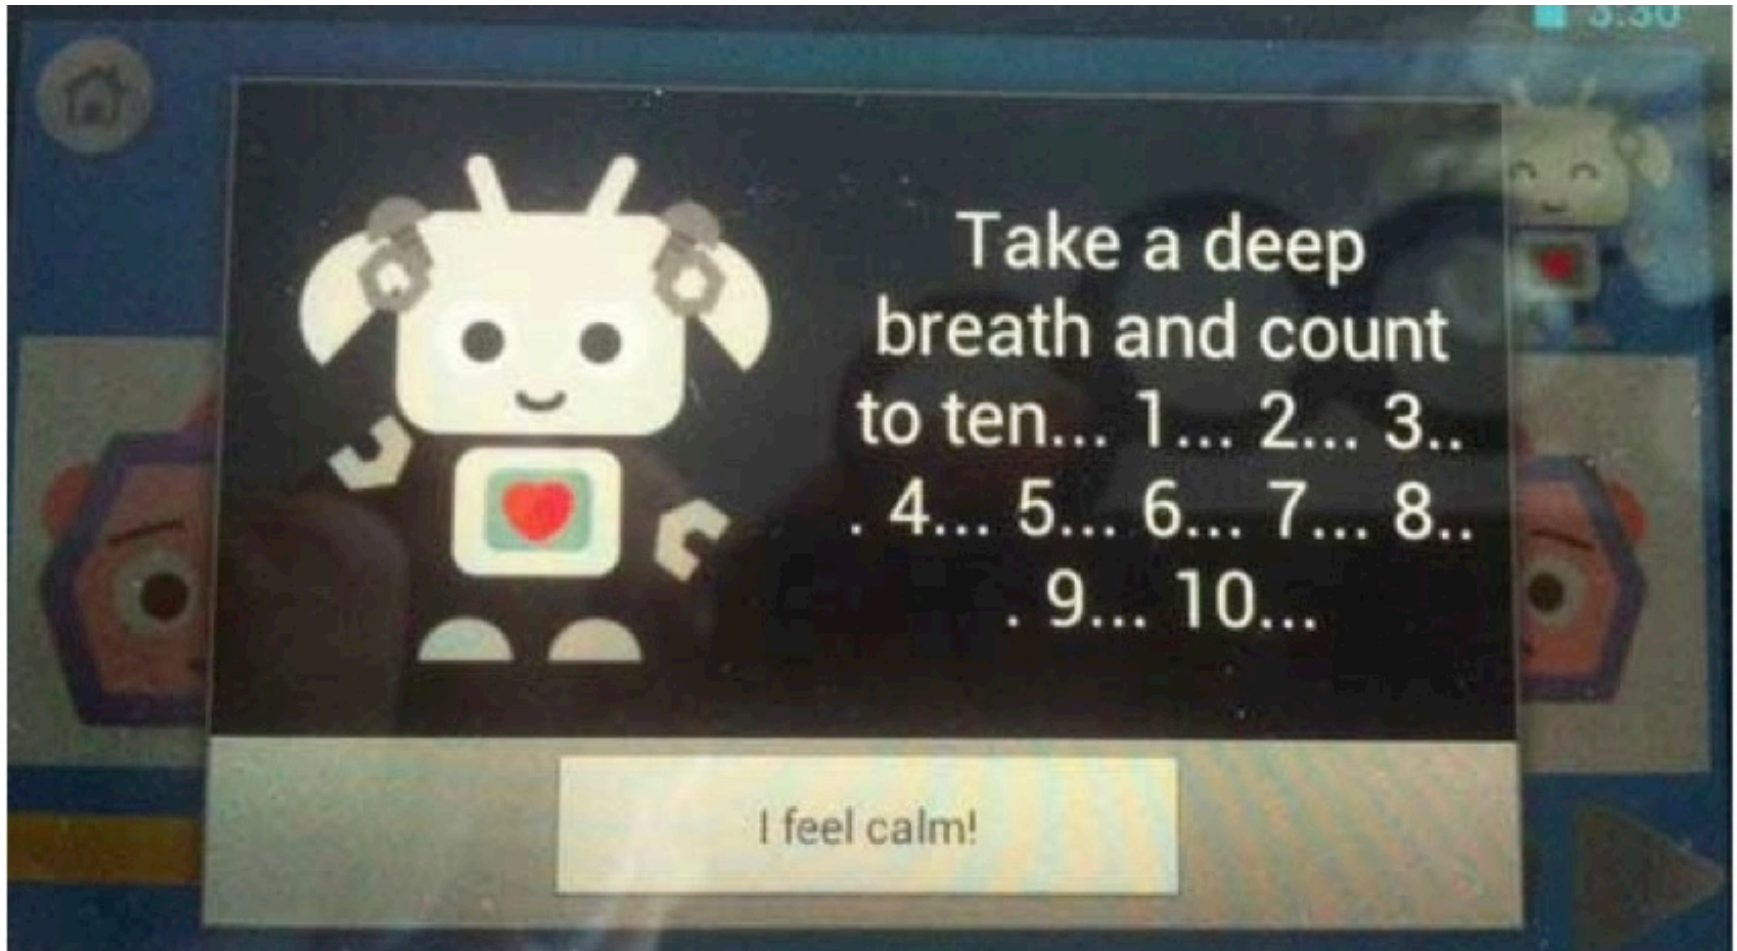 Take a deep
breath and count
to ten... 1... 2... 3..
. 4... 5... 6... 7... 8..
. 9... 10...
I feel calm!